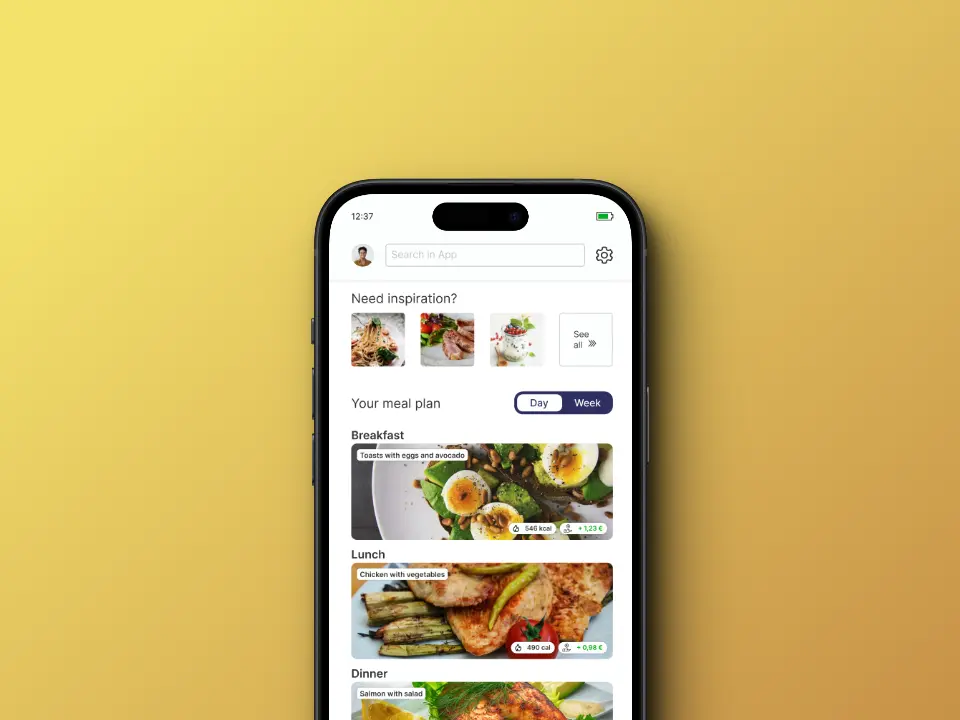 12:37
Search in App
Need inspiration?
See
all
Your meal plan
Day
Week
Breakfast
Toasts with eggs and avocado
546 kcal
+ 1,23 €
Lunch
Chicken with vegetables
490 cal
+ 0,98 €
Dinner
Salmon with salad